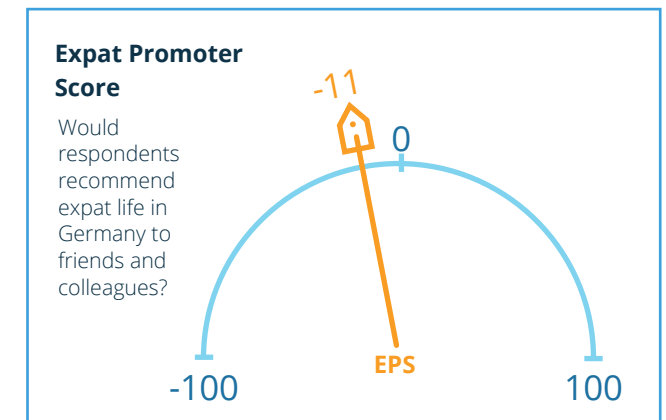 Expat Promoter
Score
Would
respondents
recommend
expat life in
Germany to
friends and
colleagues?
-11
0
EPS
-100
100